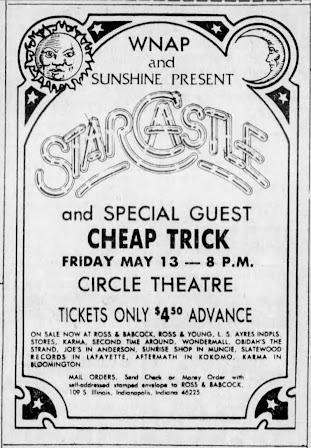 WNAP
and
SUNSHINE PRESENT
STARCASTLE
and SPECIAL GUEST
CHEAP TRICK
FRIDAY MAY 13 — 8 P.M.
CIRCLE THEATRE
TICKETS ONLY $4.50 ADVANCE
ON SALE NOW AT ROSS & BABCOCK, ROSS & YOUNG, L. S. AYRES INDPLS.
STORES, KARMA, SECOND TIME AROUND, WONDERMALL, OBIDAH'S THE
STRAND, JOE'S IN ANDERSON, SUNRISE SHOP IN MUNCIE, SLATEWOOD
RECORDS IN LAFAYETTE, AFTERMATH IN KOKOMO, KARMA IN
BLOOMINGTON
MAIL ORDERS, Send Check or Money Order with
self-addressed stamped envelope to ROSS & BABCOCK,
109 S. Illinois, Indianapolis, Indiana 46225